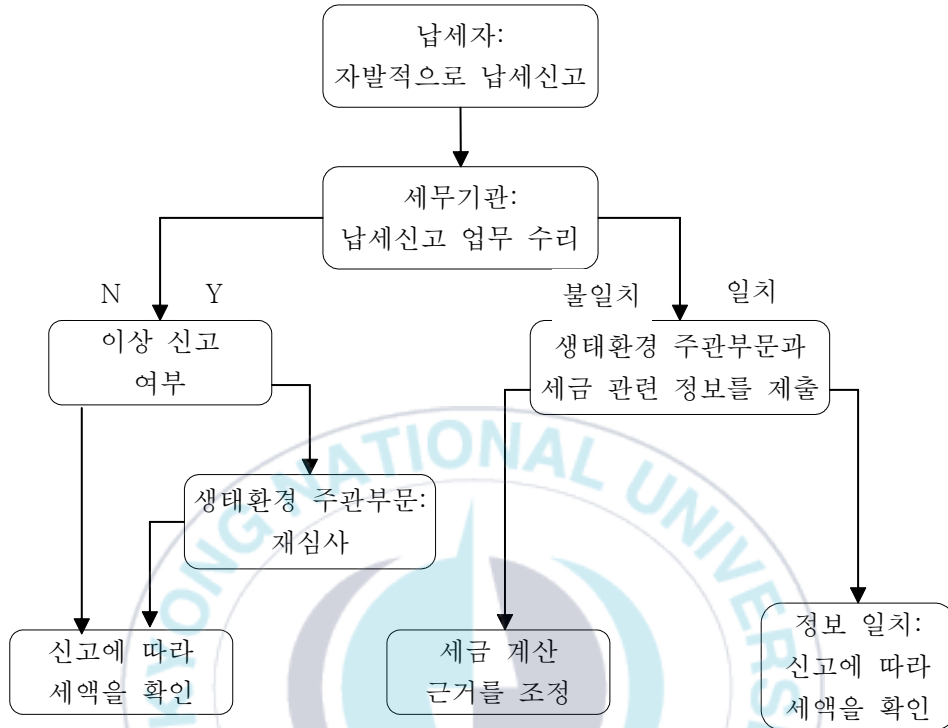 납세자:
자발적으로 납세신고
세무기관:
납세신고 업무 수리
N Y
불일치 일치
이상 신고
여부
생태환경 주관부문과
세금 관련 정보를 제출
생태환경 주관부문:
재심사
신고에 따라
세액을 확인
세금 계산
근거를 조정
정보 일치:
신고에 따라
세액을 확인
KYONG NATIONAL UNIVERS